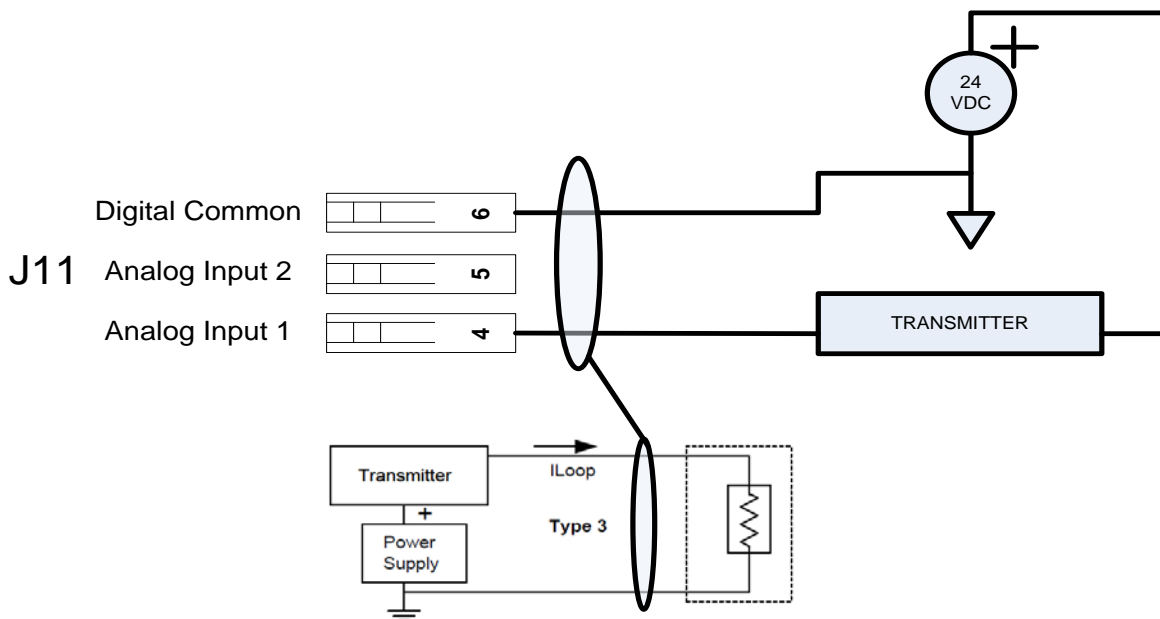 +
24
VDC
Digital Common
6
J11
Analog Input 2
5
Analog Input 1
4
TRANSMITTER
Transmitter
ILoop
+
Type 3
Power
Supply